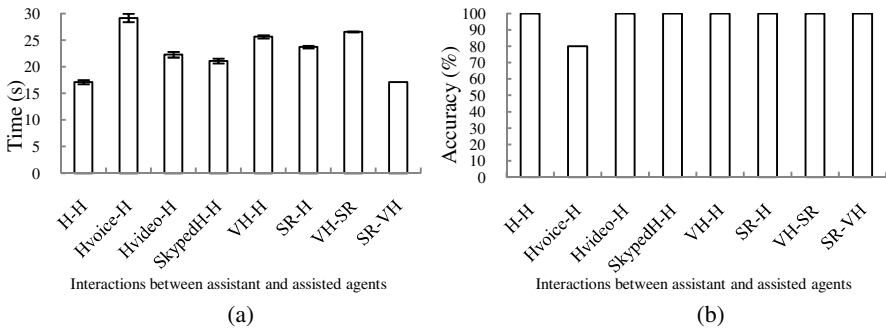 Time (s)
30
25
20
15
10
5
0
H-H
Hvoice-H
Hvideo-H
SkypedH-H
VH-H
SR-H
VH-SR
SR-VH
Interactions between assistant and assisted agents
(a)
Accuracy (%)
100
90
80
70
60
50
40
30
20
10
0
H-H
Hvoice-H
Hvideo-H
SkypedH-H
VH-H
SR-H
VH-SR
SR-VH
Interactions between assistant and assisted agents
(b)